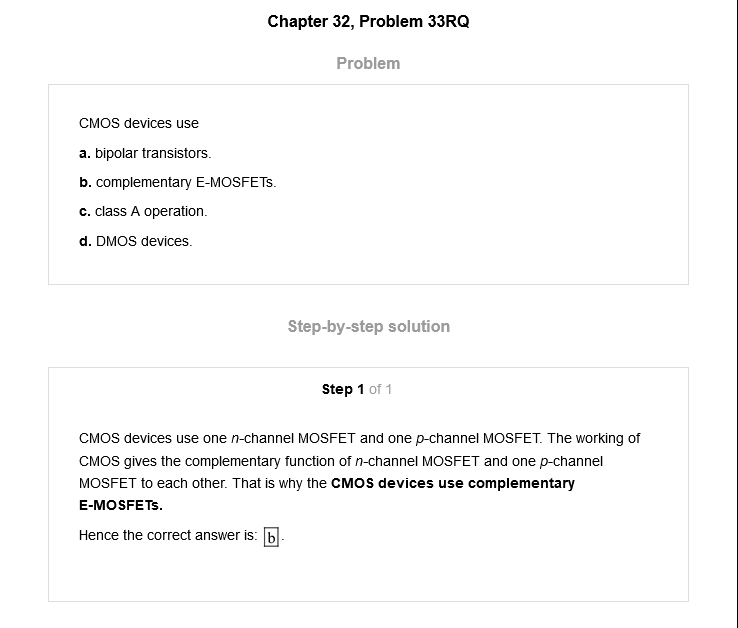 Chapter 32, Problem 33RQ
Problem
CMOS devices use
a. bipolar transistors.
b. complementary E-MOSFETs.
c. class A operation.
d. DMOS devices.
Step-by-step solution
Step 1 of 1
CMOS devices use one n-channel MOSFET and one p-channel MOSFET. The working of
CMOS gives the complementary function of n-channel MOSFET and one p-channel
MOSFET to each other. That is why the CMOS devices use complementary
E-MOSFETs.
Hence the correct answer is: b.